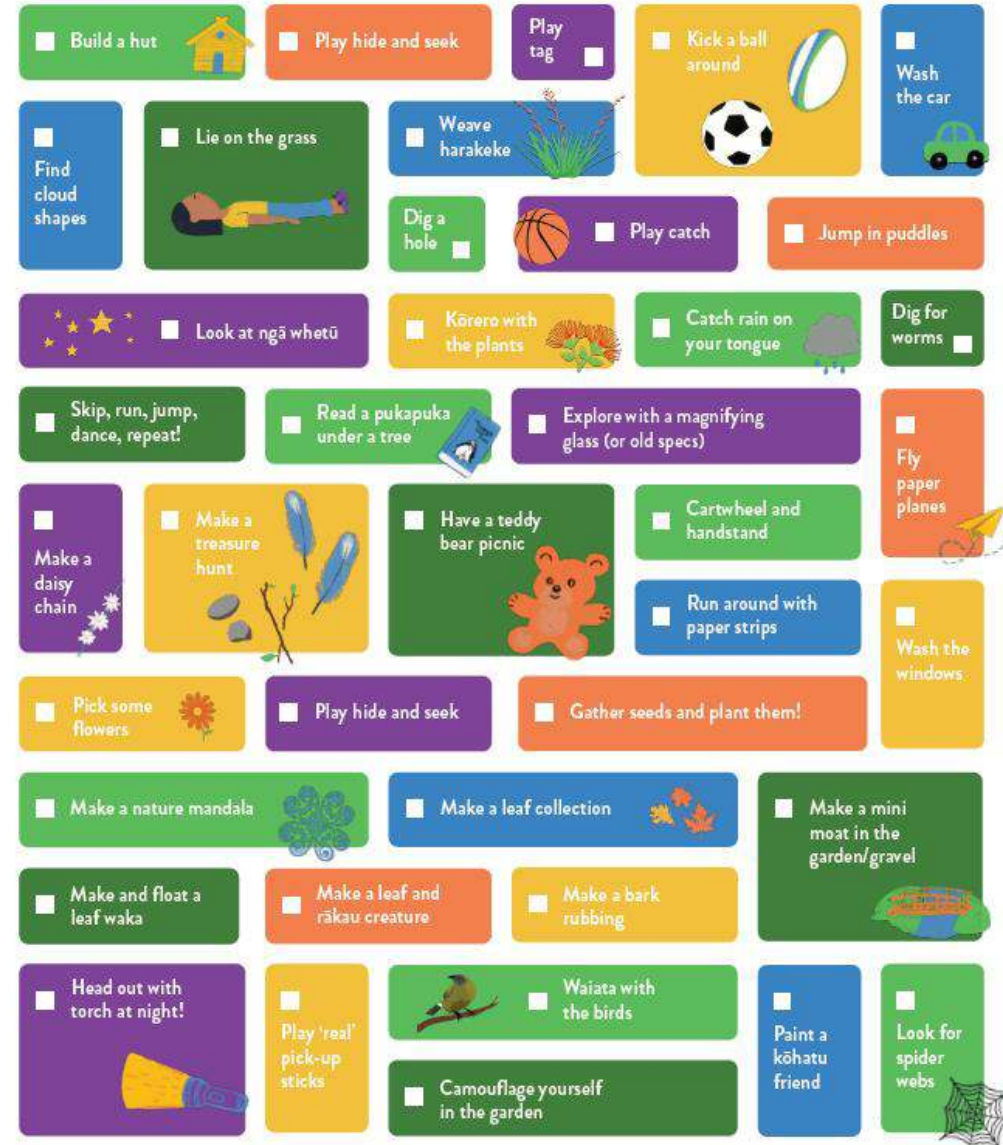 Build a hut
Play hide and seek
Play
tag
Kick a ball
around
Wash
the car
Find
cloud
shapes
Lie on the grass
Weave
harakeke
Dig a
hole
Play catch
Jump in puddles
Look at ngā whetū
Kōrero with
the plants
Catch rain on
your tongue
Dig for
worms
Skip, run, jump,
dance, repeat!
Read a pukapuka
under a tree
Explore with a magnifying
glass (or old specs)
Fly
paper
planes
Make a
daisy
chain
Make a
treasure
hunt
Have a teddy
bear picnic
Cartwheel and
handstand
Run around with
paper strips
Wash the
windows
Pick some
flowers
Play hide and seek
Gather seeds and plant them!
Make a nature mandala
Make a leaf collection
Make a mini
moat in the
garden/gravel
Make and float a
leaf waka
Make a leaf and
rākau creature
Make a bark
rubbing
Head out with
torch at night!
Play ‘real’
pick-up
sticks
Waiata with
the birds
Camouflage yourself
in the garden
Paint a
kōhatu
friend
Look for
spider
webs